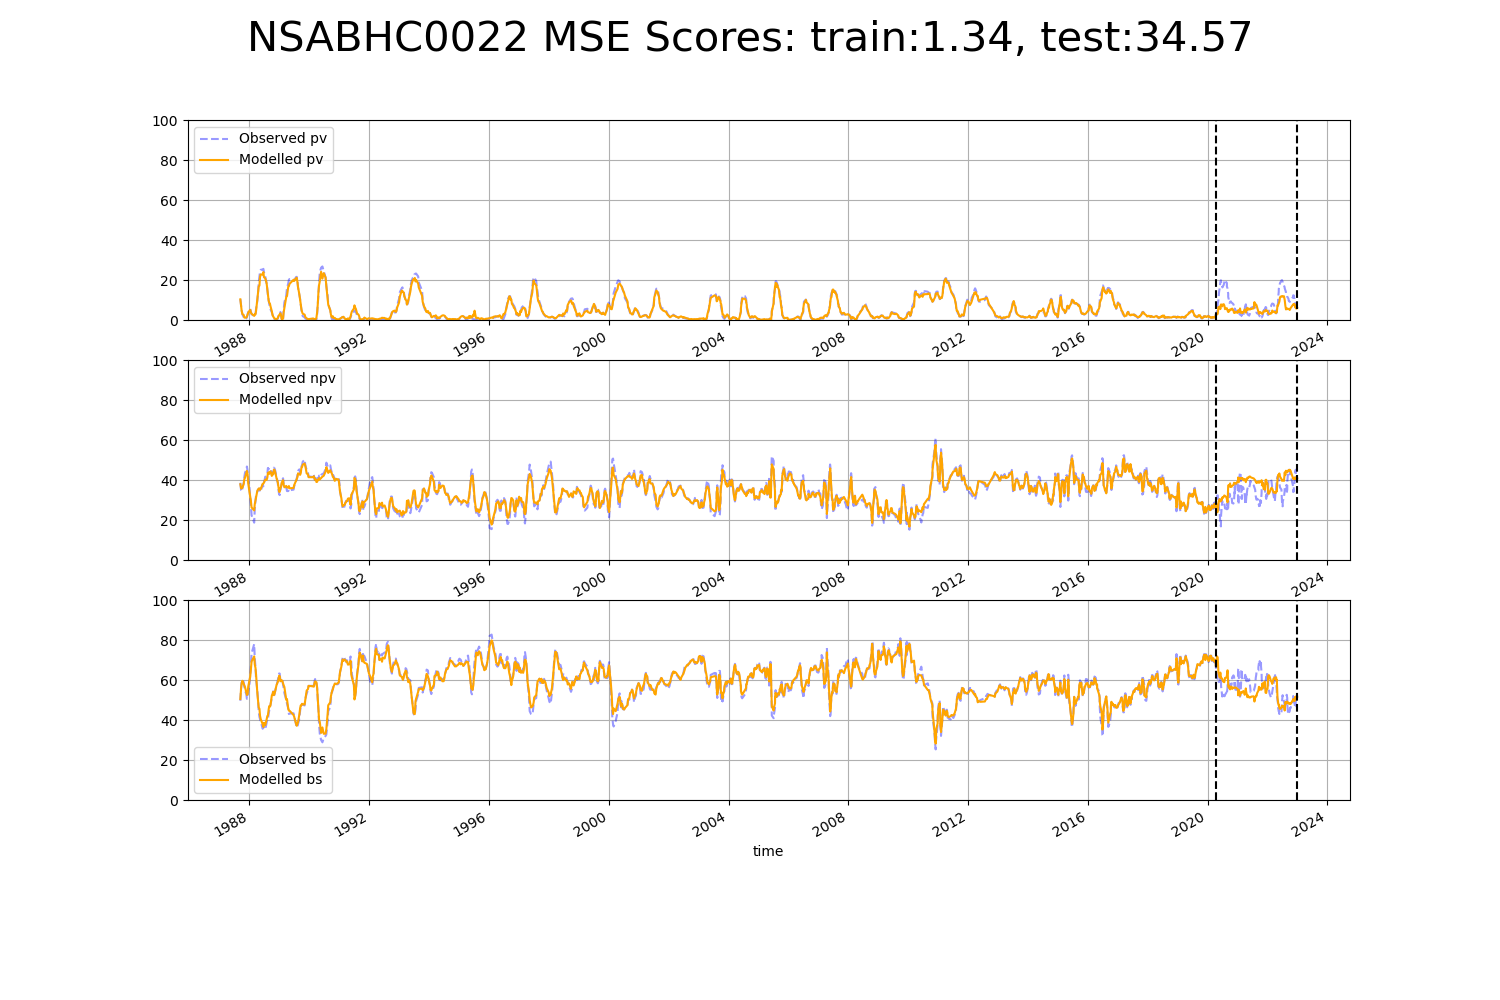 NSABHC0022 MSE Scores: train:1.34, test:34.57
100
80
60
40
20
0
Observed pv
Modelled pv
1988 1992 1996 2000 2004 2008 2012 2016 2020 2024
100
80
60
40
20
0
Observed npv
Modelled npv
1988 1992 1996 2000 2004 2008 2012 2016 2020 2024
100
80
60
40
20
0
Observed bs
Modelled bs
1988 1992 1996 2000 2004 2008 2012 2016 2020 2024
time